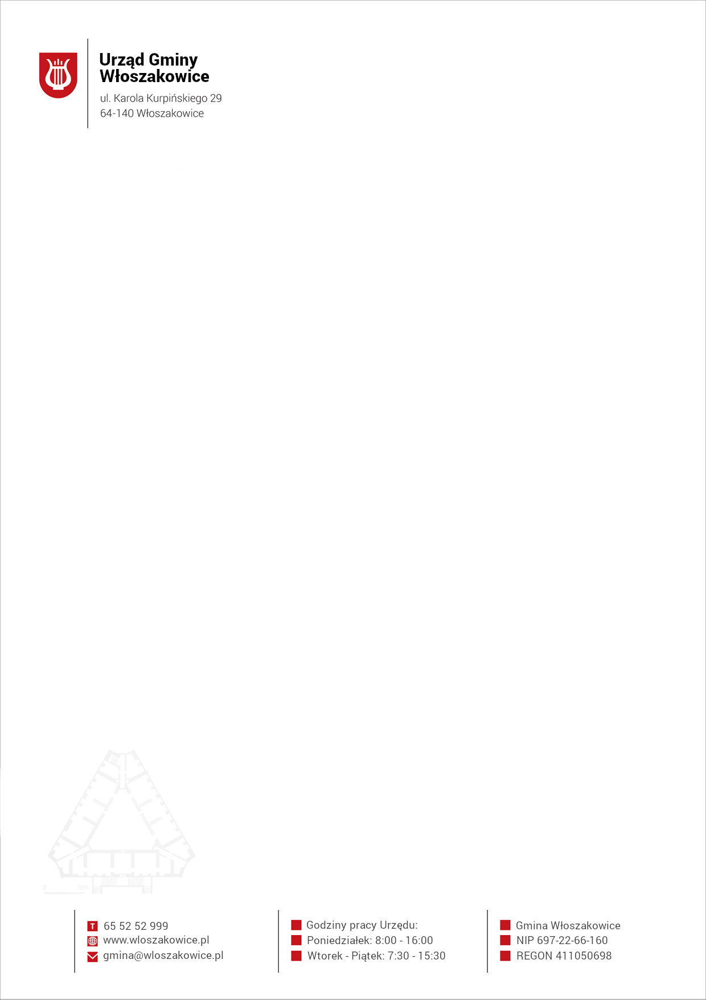 Urząd Gminy
Włoszakowice
ul. Karola Kurpińskiego 29
64-140 Włoszakowice
0 10m
T 65 52 52 999
www.wloszakowice.pl
gmina@wloszakowice.pl
Godziny pracy Urzędu:
Poniedziałek: 8:00 - 16:00
Wtorek - Piątek: 7:30 - 15:30
Gmina Włoszakowice
NIP 697-22-66-160
REGON 411050698